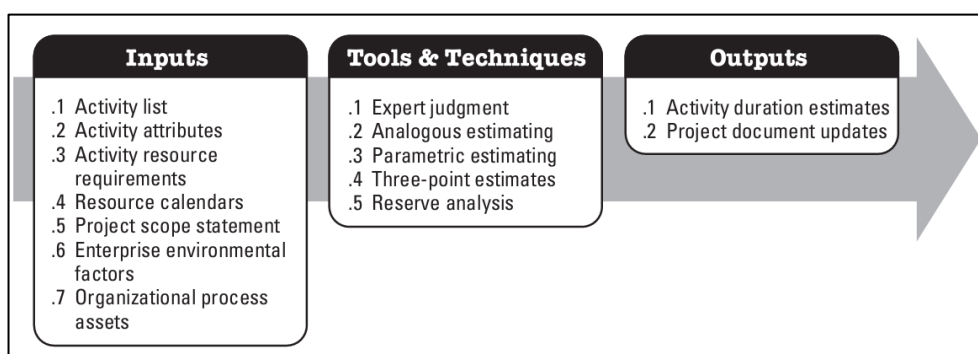 Inputs
.1 Activity list
.2 Activity attributes
.3 Activity resource
requirements
.4 Resource calendars
.5 Project scope statement
.6 Enterprise environmental
factors
.7 Organizational process
assets
Tools & Techniques
.1 Expert judgment
.2 Analogous estimating
.3 Parametric estimating
.4 Three-point estimates
.5 Reserve analysis
Outputs
.1 Activity duration estimates
.2 Project document updates